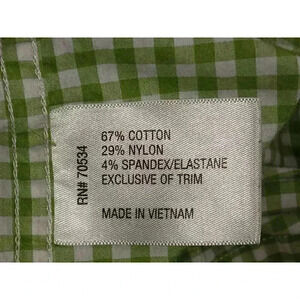 RN# 70534
67% COTTON
29% NYLON
4% SPANDEX/ELASTANE
EXCLUSIVE OF TRIM
MADE IN VIETNAM